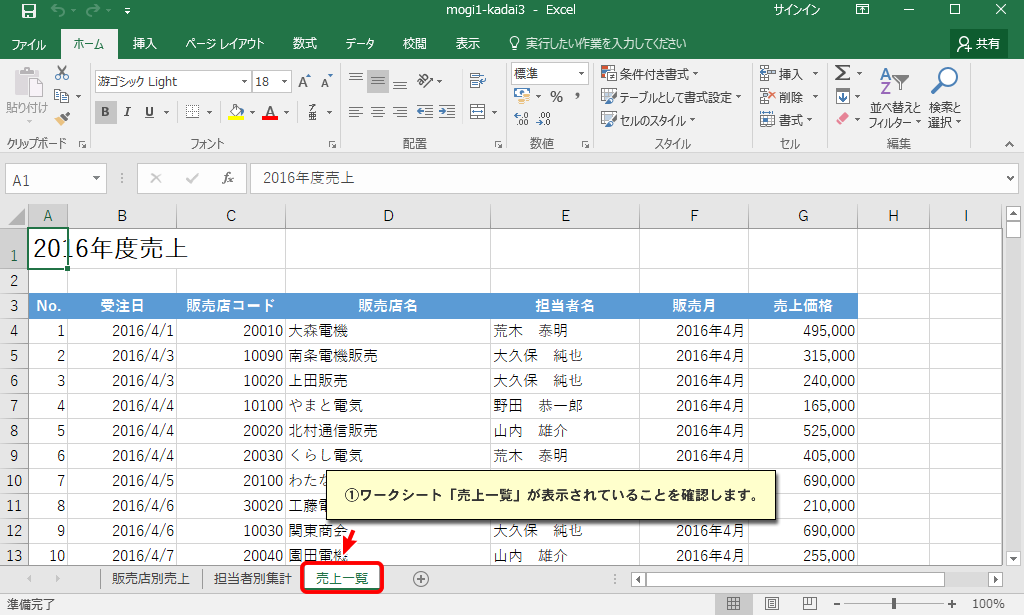 mogi1-kadai3 - Excel
サインイン
ファイル ホーム 挿入 ページ レイアウト 数式 データ 校閲 表示 実行したい作業を入力してください 共有
貼り付け
クリップボード
游ゴシック Light 18
B I U
フォント
配置
標準
% ,
数値
条件付き書式
テーブルとして書式設定
セルのスタイル
スタイル
挿入
削除
書式
セル
並べ替えと
フィルター
検索と
選択
編集
A1 fx 2016年度売上
A B C D E F G H I
1 2016年度売上
2
3 No. 受注日 販売店コード 販売店名 担当者名 販売月 売上価格
4 1 2016/4/1 20010 大森電機 荒木 泰明 2016年4月 495,000
5 2 2016/4/3 10090 南条電機販売 大久保 純也 2016年4月 315,000
6 3 2016/4/3 10020 上田販売 大久保 純也 2016年4月 240,000
7 4 2016/4/4 10100 やまと電気 野田 恭一郎 2016年4月 165,000
8 5 2016/4/4 20020 北村通信販売 山内 雄介 2016年4月 525,000
9 6 2016/4/4 20030 くらし電気 荒木 泰明 2016年4月 405,000
10 7 2016/4/5 20100 わたな 690,000
11 8 2016/4/6 30020 工藤電 210,000
12 9 2016/4/6 10030 関東商会 大久保 純也 2016年4月 690,000
13 10 2016/4/7 20040 園田電機 山内 雄介 2016年4月 255,000
①ワークシート「売上一覧」が表示されていることを確認します。
販売店別売上 担当者別集計 売上一覧
準備完了 100%